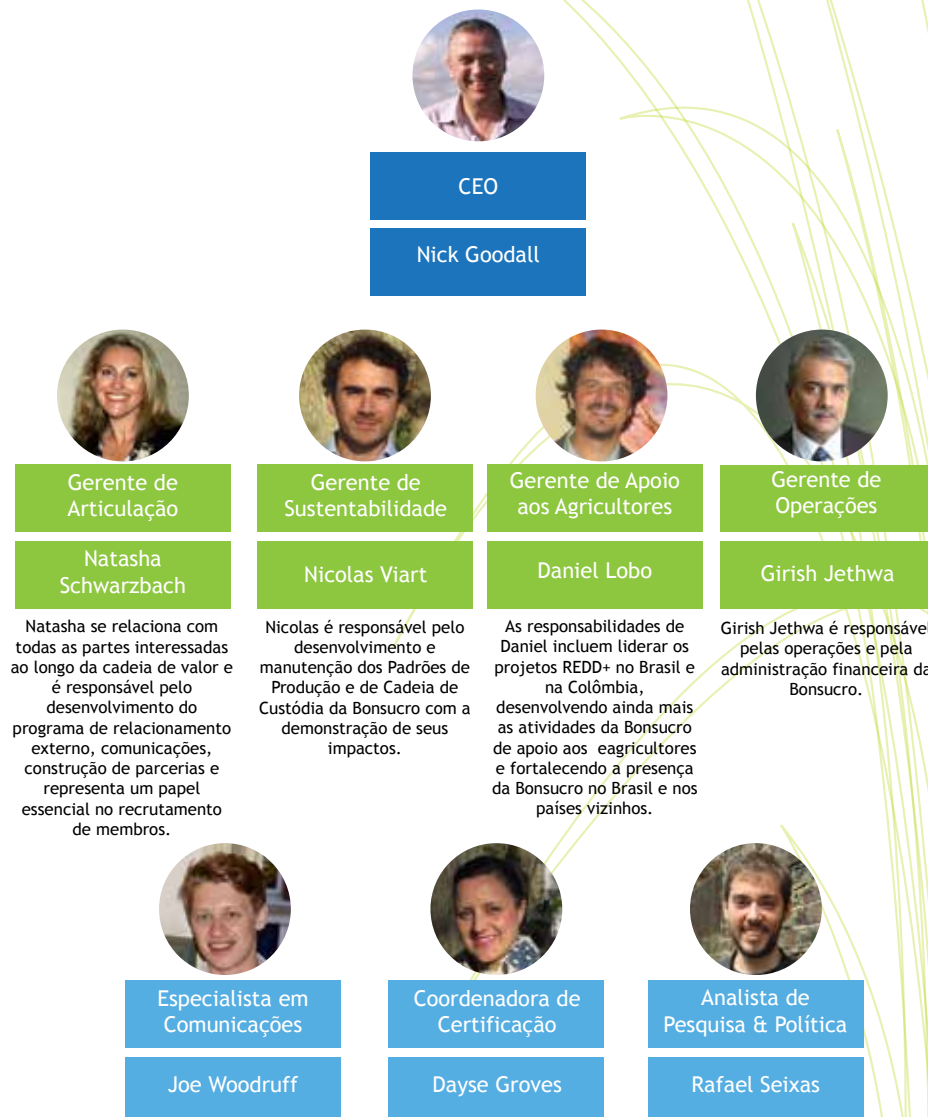 CEO
Nick Goodall
Gerente de
Articulação
Natasha
Schwarzbach
Natasha se relaciona com
todas as partes interessadas
ao longo da cadeia de valor e
é responsável pelo
desenvolvimento do
programa de relacionamento
externo, comunicações,
construção de parcerias e
representa um papel
essencial no recrutamento
de membros.
Gerente de
Sustentabilidade
Nicolas Viart
Nicolas é responsável pelo
desenvolvimento e
manutenção dos Padrões de
Produção e de Cadeia de
Custódia da Bonsucro com a
demonstração de seus
impactos.
Gerente de Apoio
aos Agricultores
Daniel Lobo
As responsabilidades de
Daniel incluem liderar os
projetos REDD+ no Brasil e
na Colômbia,
desenvolvendo ainda mais
as atividades da Bonsucro
de apoio aos  eagricultores
e fortalecendo a presença
da Bonsucro no Brasil e nos
países vizinhos.
Gerente de
Operações
Girish Jethwa
Girish Jethwa é responsável
pelas operações e pela
administração financeira da
Bonsucro.
Especialista em
Comunicações
Joe Woodruff
Coordenadora de
Certificação
Dayse Groves
Analista de
Pesquisa & Política
Rafael Seixas